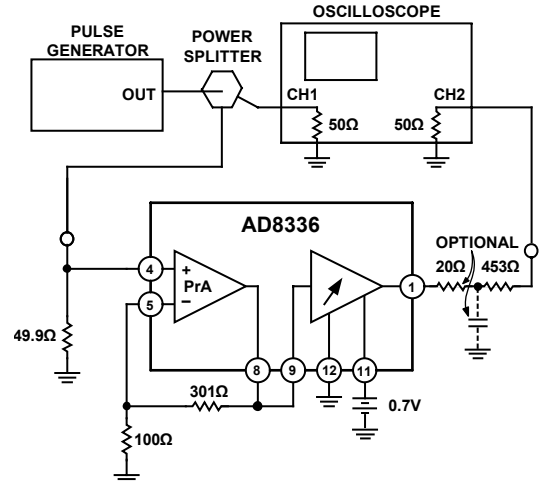 OSCILLOSCOPE
PULSE
GENERATOR
POWER
SPLITTER
OUT
CH1
CH2
50Ω
50Ω
AD8336
OPTIONAL
20Ω
453Ω
4
+
PrA
5
–
1
49.9Ω
8
9
12
11
301Ω
0.7V
100Ω